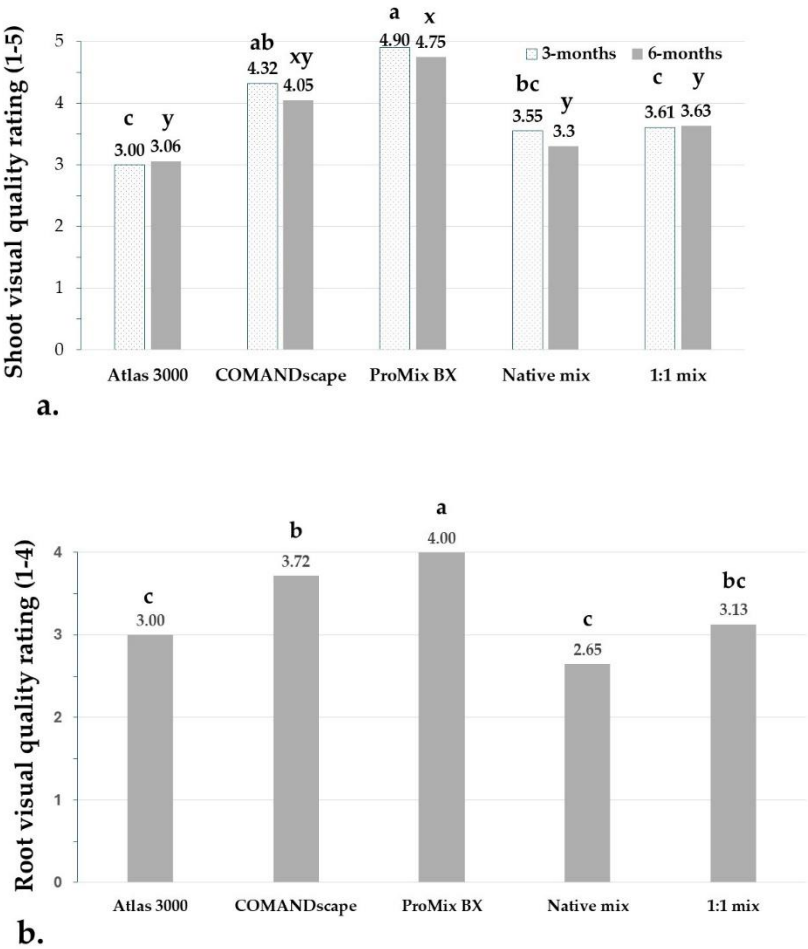 Shoot visual quality rating (1-5)
5
4
3
2
1
0
3-months 6-months
c y
3.00 3.06
ab xy
4.32 4.05
a x
4.90 4.75
bc y
3.55 3.3
c y
3.61 3.63
Atlas 3000 COMANDscape ProMix BX Native mix 1:1 mix
a.
Root visual quality rating (1-4)
4
3
2
1
0
c
3.00
b
3.72
a
4.00
c
2.65
bc
3.13
Atlas 3000 COMANDscape ProMix BX Native mix 1:1 mix
b.